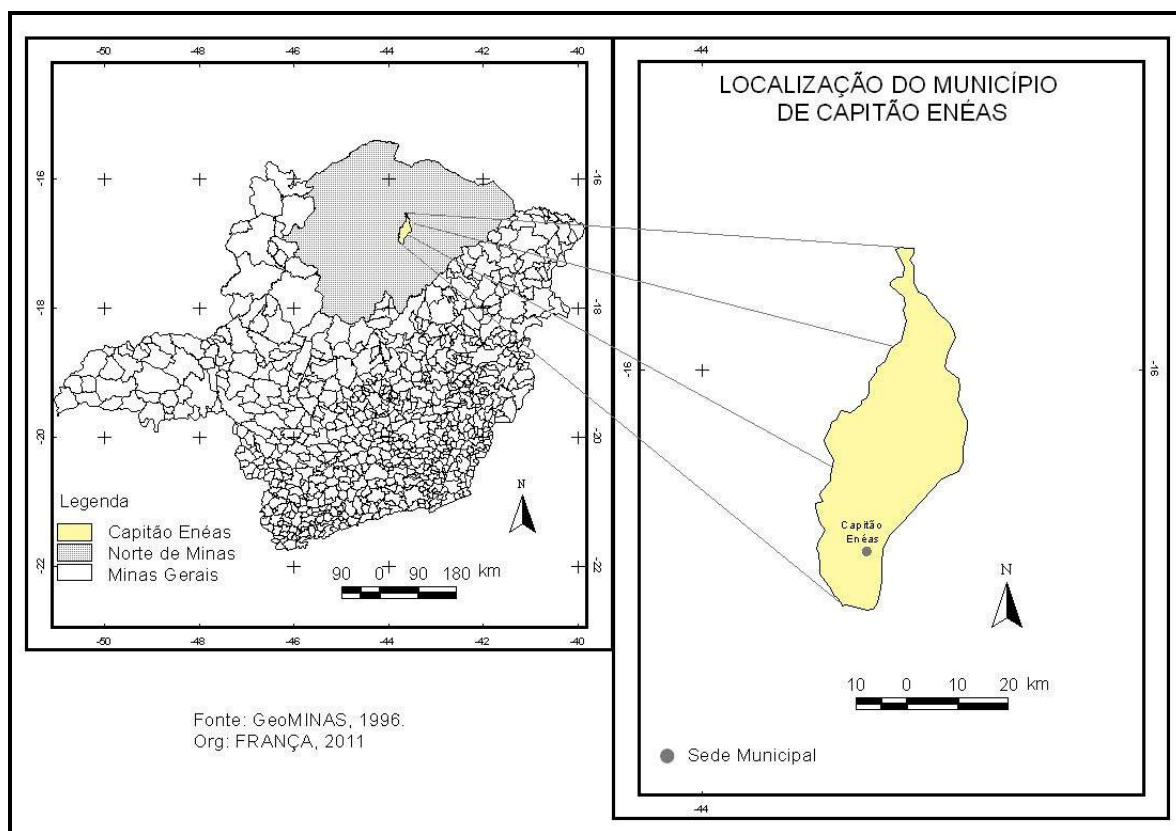 -50 -48 -46 -44 -42 -40
-16 -16
-18 -18
-20 -20
-22 -22
-50 -48 -46 -44 -42 -40
Legenda
Capitão Enéas
Norte de Minas
Minas Gerais
N
90 0 90 180 km
Fonte: GeoMINAS, 1996.
Org: FRANÇA, 2011
-44
LOCALIZAÇÃO DO MUNICÍPIO
DE CAPITÃO ENÉAS
-16 -16
Capitão
Enéas
N
10 0 10 20 km
Sede Municipal
-44